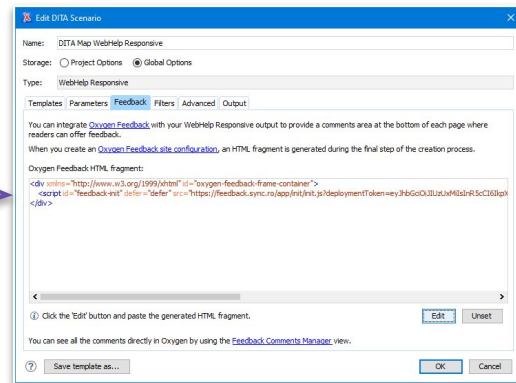 Edit DITA Scenario
Name: DITA Map WebHelp Responsive
Storage: Project Options Global Options
Type: WebHelp Responsive
Templates Parameters Feedback Filters Advanced Output
You can integrate Oxygen Feedback with your WebHelp Responsive output to provide a comments area at the bottom of each page where
readers can offer feedback.
When you create an Oxygen Feedback site configuration, an HTML fragment is generated during the final step of the creation process.
Oxygen Feedback HTML fragment:
<div xmlns="http://www.w3.org/1999/xhtml" id="oxygen-feedback-frame-container">
<script id="feedback-init" defer="defer" src="https://feedback.sync.ro/app/init/init.js?deploymentToken=
</div>
Click the 'Edit' button and paste the generated HTML fragment.
Edit Unset
You can see all the comments directly in Oxygen by using the Feedback Comments Manager view.
? Save template as... OK Cancel